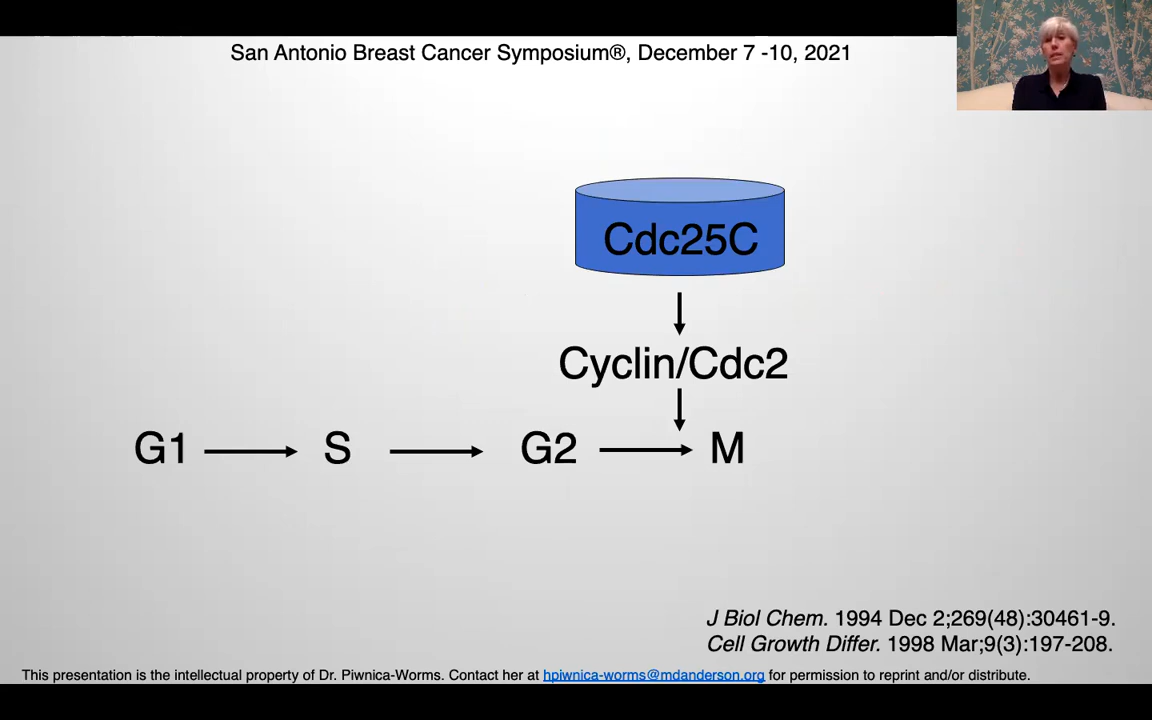 San Antonio Breast Cancer Symposium®, December 7 -10, 2021
Cdc25C
Cyclin/Cdc2
G1 S G2 M
J Biol Chem. 1994 Dec 2;269(48):30461-9.
Cell Growth Differ. 1998 Mar;9(3):197-208.
This presentation is the intellectual property of Dr. Piwnica-Worms. Contact her at hpiwnica-worms@mdanderson.org for permission to reprint and/or distribute.